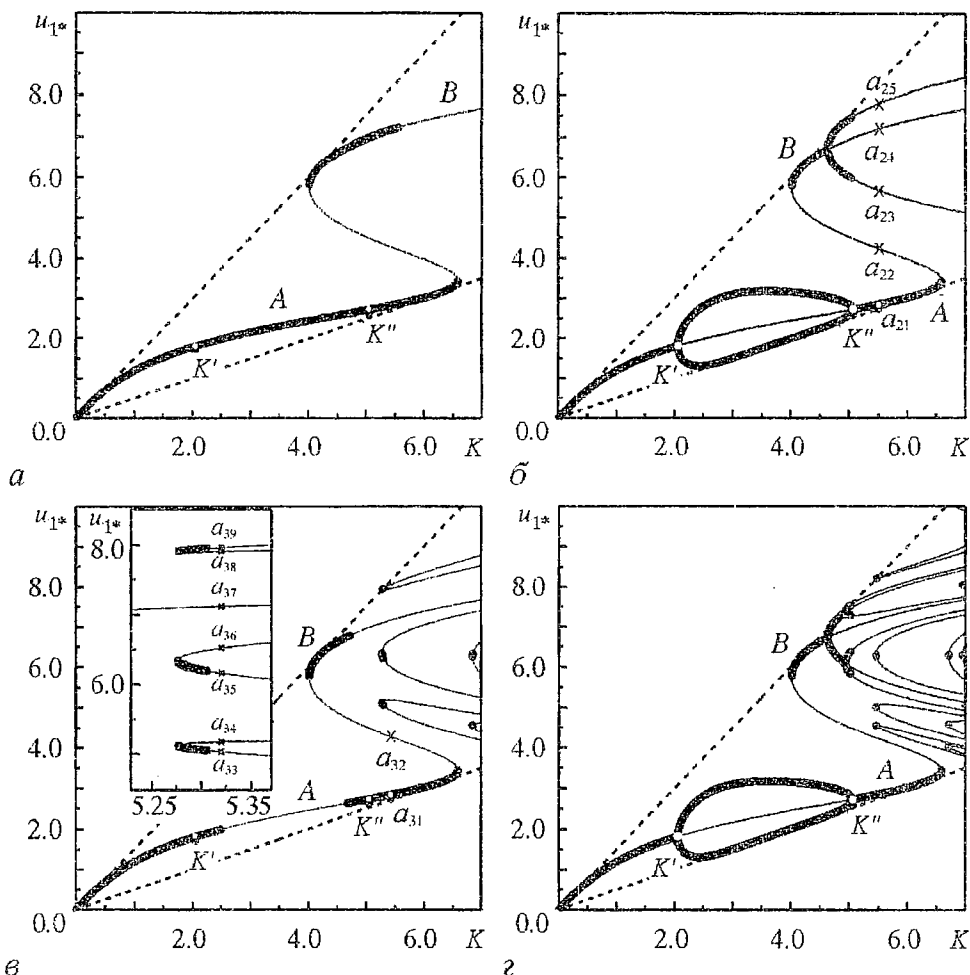 u₁*
8.0
6.0
4.0
2.0
0.0
2.0
4.0
6.0
K
B
A
K'
K''
а
u₁*
8.0
6.0
4.0
2.0
0.0
2.0
4.0
6.0
K
a₂₅
B
a₂₄
a₂₃
a₂₂
a₂₁
A
K'
K''
б
u₁*
8.0
6.0
4.0
2.0
0.0
2.0
4.0
6.0
K
u₁*
8.0
6.0
5.25
5.35
a₃₉
a₃₈
a₃₇
a₃₆
a₃₅
a₃₄
a₃₃
B
a₃₂
A
K'
K''
a₃₁
в
u₁*
8.0
6.0
4.0
2.0
0.0
2.0
4.0
6.0
K
B
A
K'
K''
г